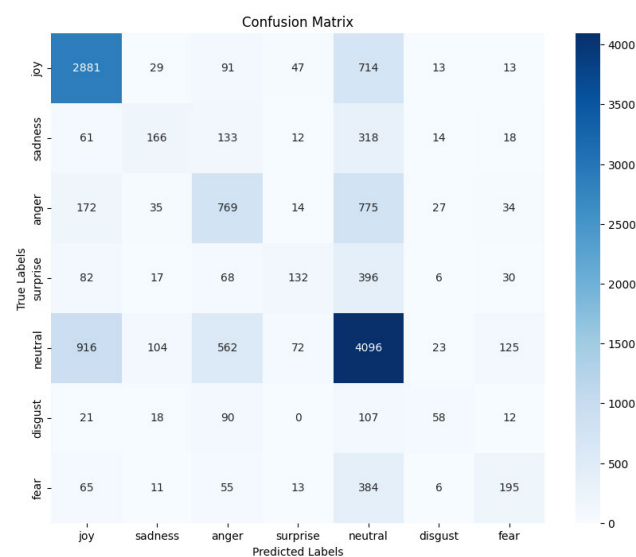 Confusion Matrix
joy 2881 29 91 47 714 13 13
sadness 61 166 133 12 318 14 18
anger 172 35 769 14 775 27 34
surprise 82 17 68 132 396 6 30
neutral 916 104 562 72 4096 23 125
disgust 21 18 90 0 107 58 12
fear 65 11 55 13 384 6 195
joy sadness anger surprise neutral disgust fear
Predicted Labels
True Labels
4000
3500
3000
2500
2000
1500
1000
500
0